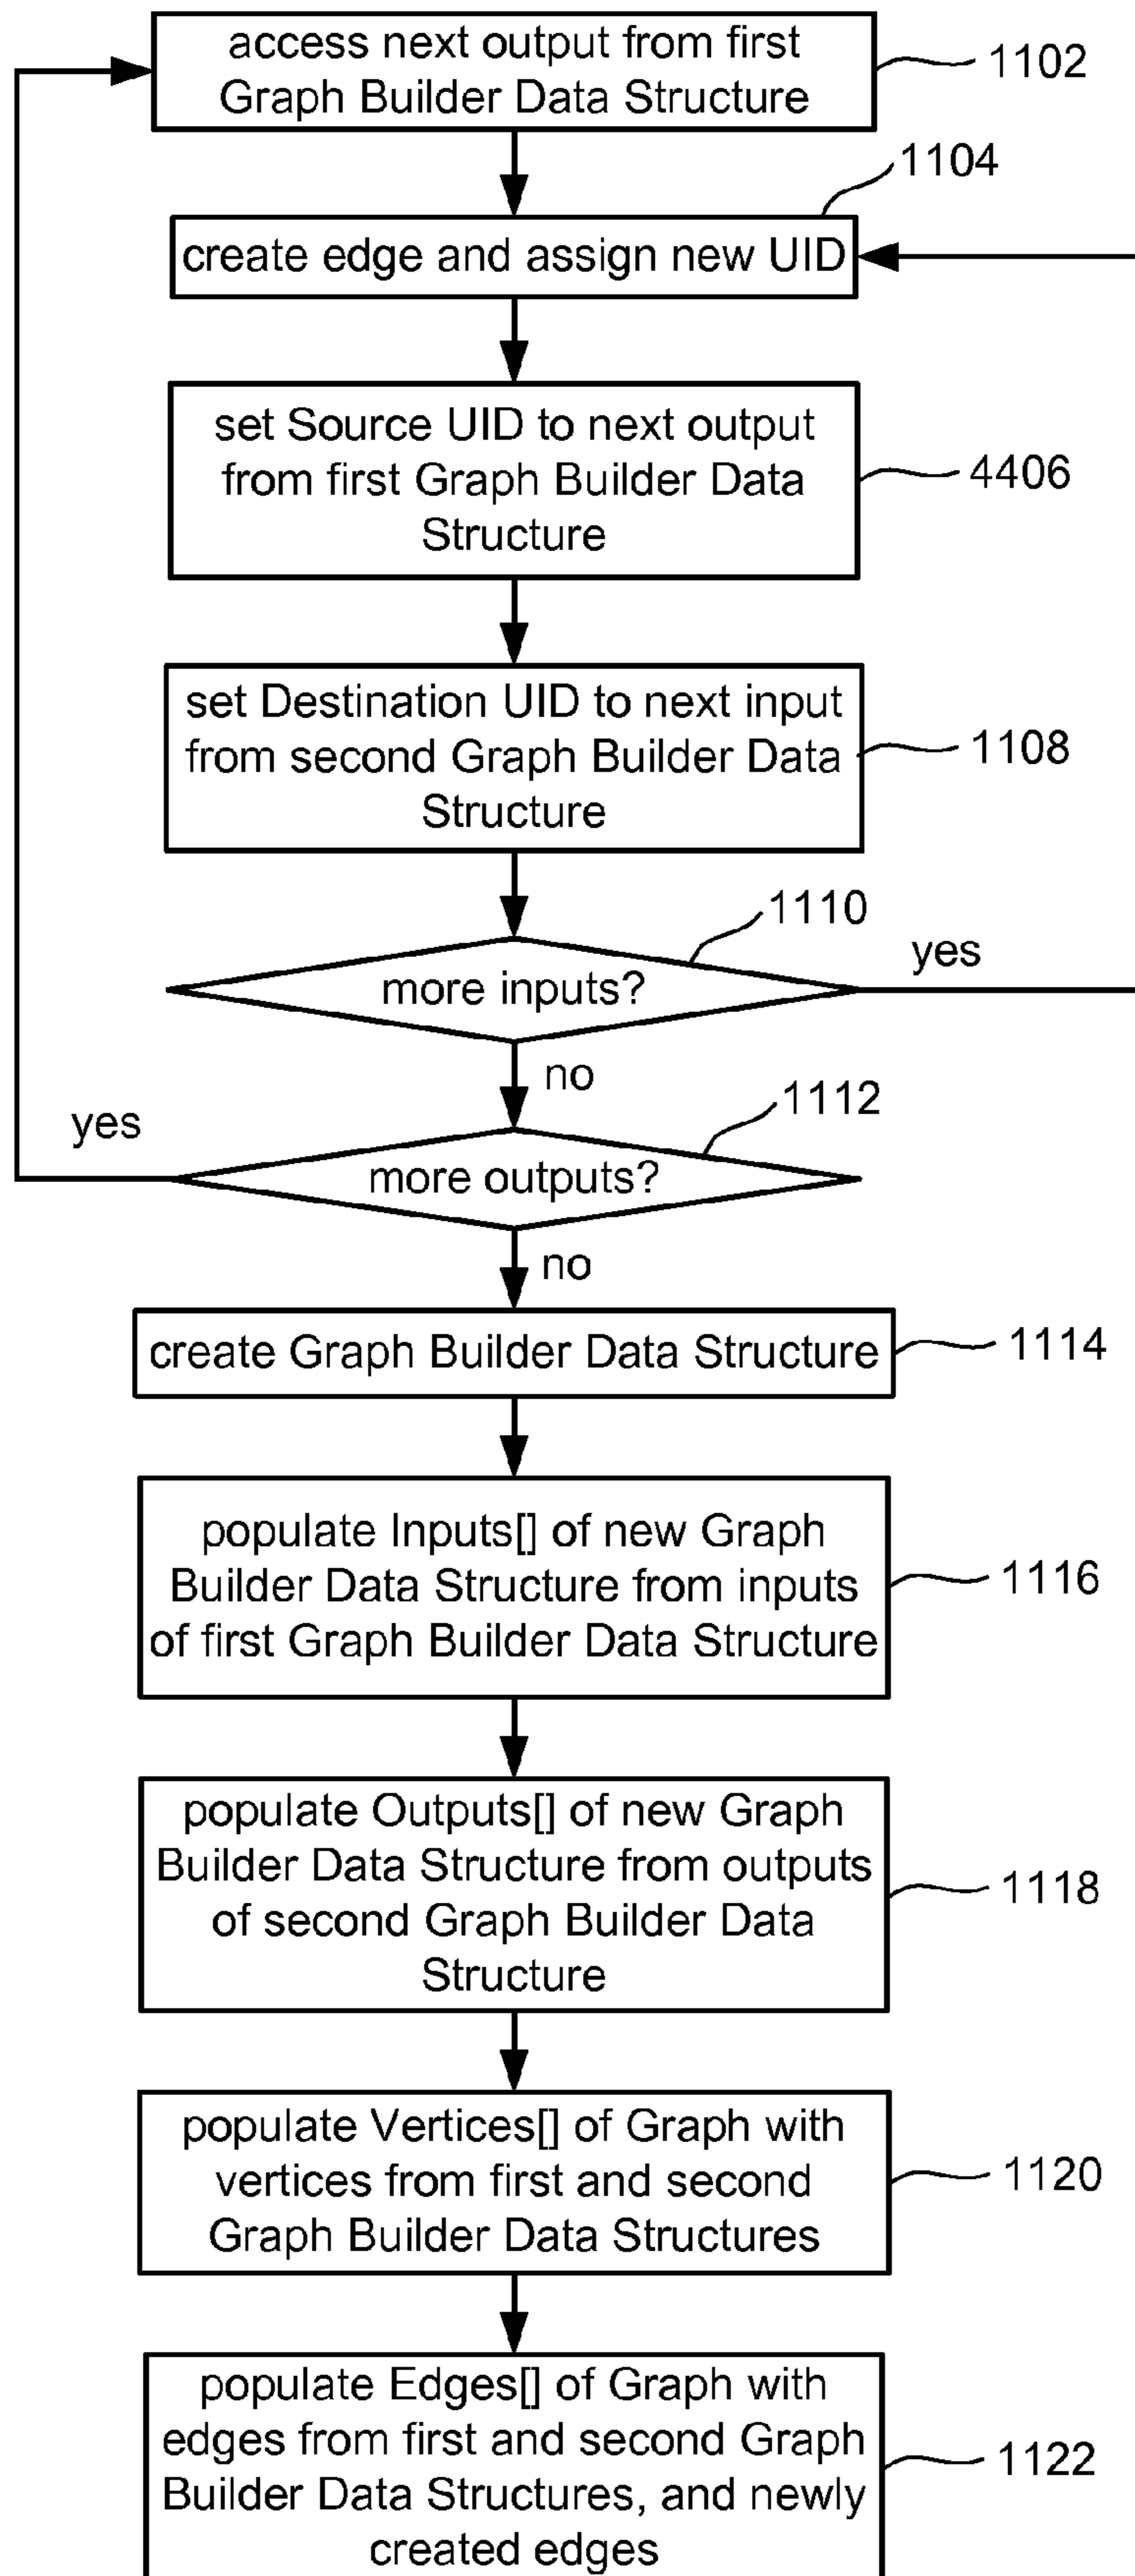 access next output from first
Graph Builder Data Structure
1102
1104
create edge and assign new UID
set Source UID to next output
from first Graph Builder Data
Structure
4406
set Destination UID to next input
from second Graph Builder Data
Structure
1108
1110
more inputs?
yes
no
1112
yes
more outputs?
no
create Graph Builder Data Structure
1114
populate Inputs[] of new Graph
Builder Data Structure from inputs
of first Graph Builder Data Structure
1116
populate Outputs[] of new Graph
Builder Data Structure from outputs
of second Graph Builder Data
Structure
1118
populate Vertices[] of Graph with
vertices from first and second
Graph Builder Data Structures
1120
populate Edges[] of Graph with
edges from first and second Graph
Builder Data Structures, and newly
created edges
1122